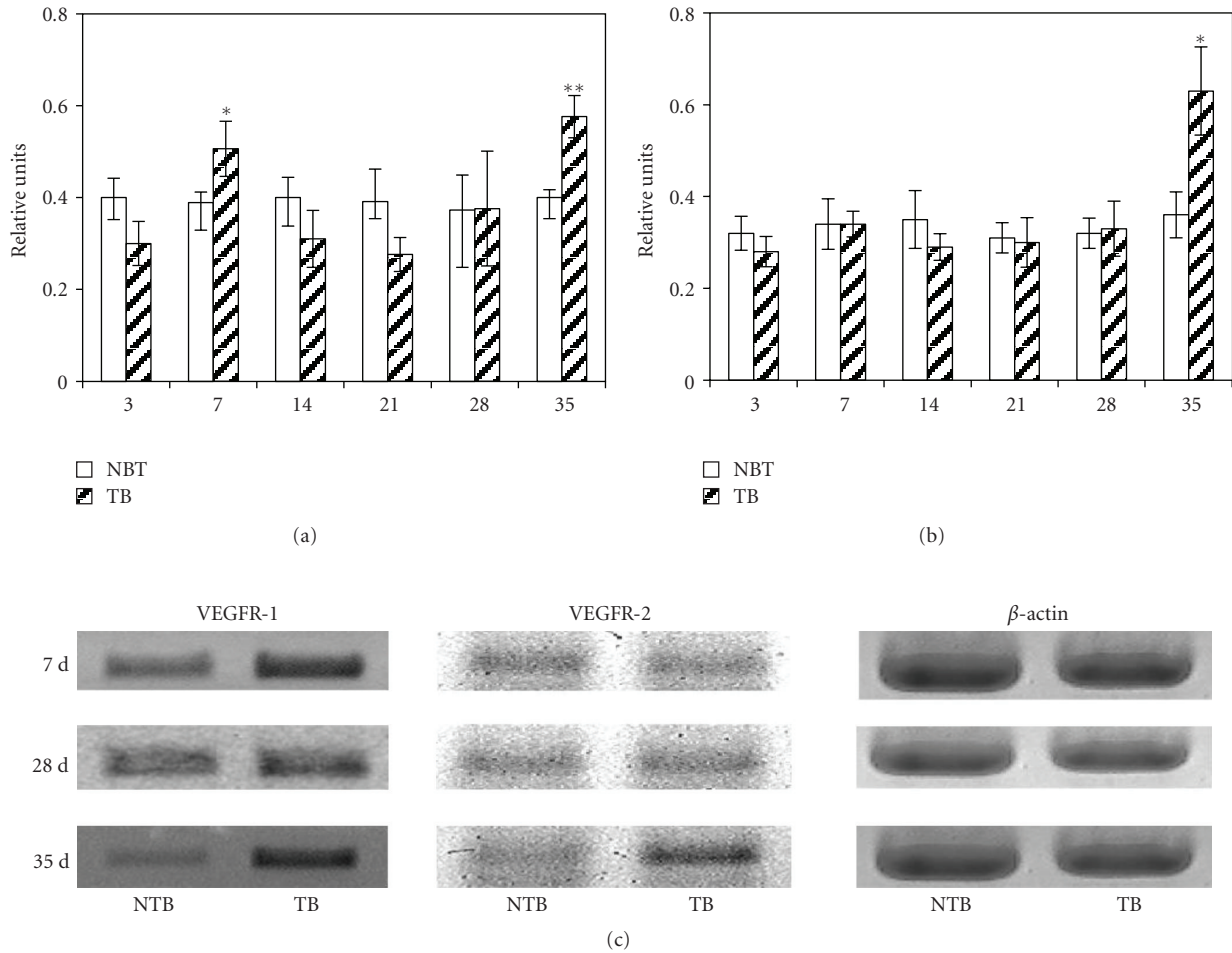 0.8
0.6
0.4
0.2
0
Relative units
*
**
3 7 14 21 28 35
NBT
TB
(a)
0.8
0.6
0.4
0.2
0
Relative units
*
3 7 14 21 28 35
NBT
TB
(b)
VEGFR-1 VEGFR-2 β-actin
7 d
28 d
35 d
NTB TB NTB TB NTB TB
(c)